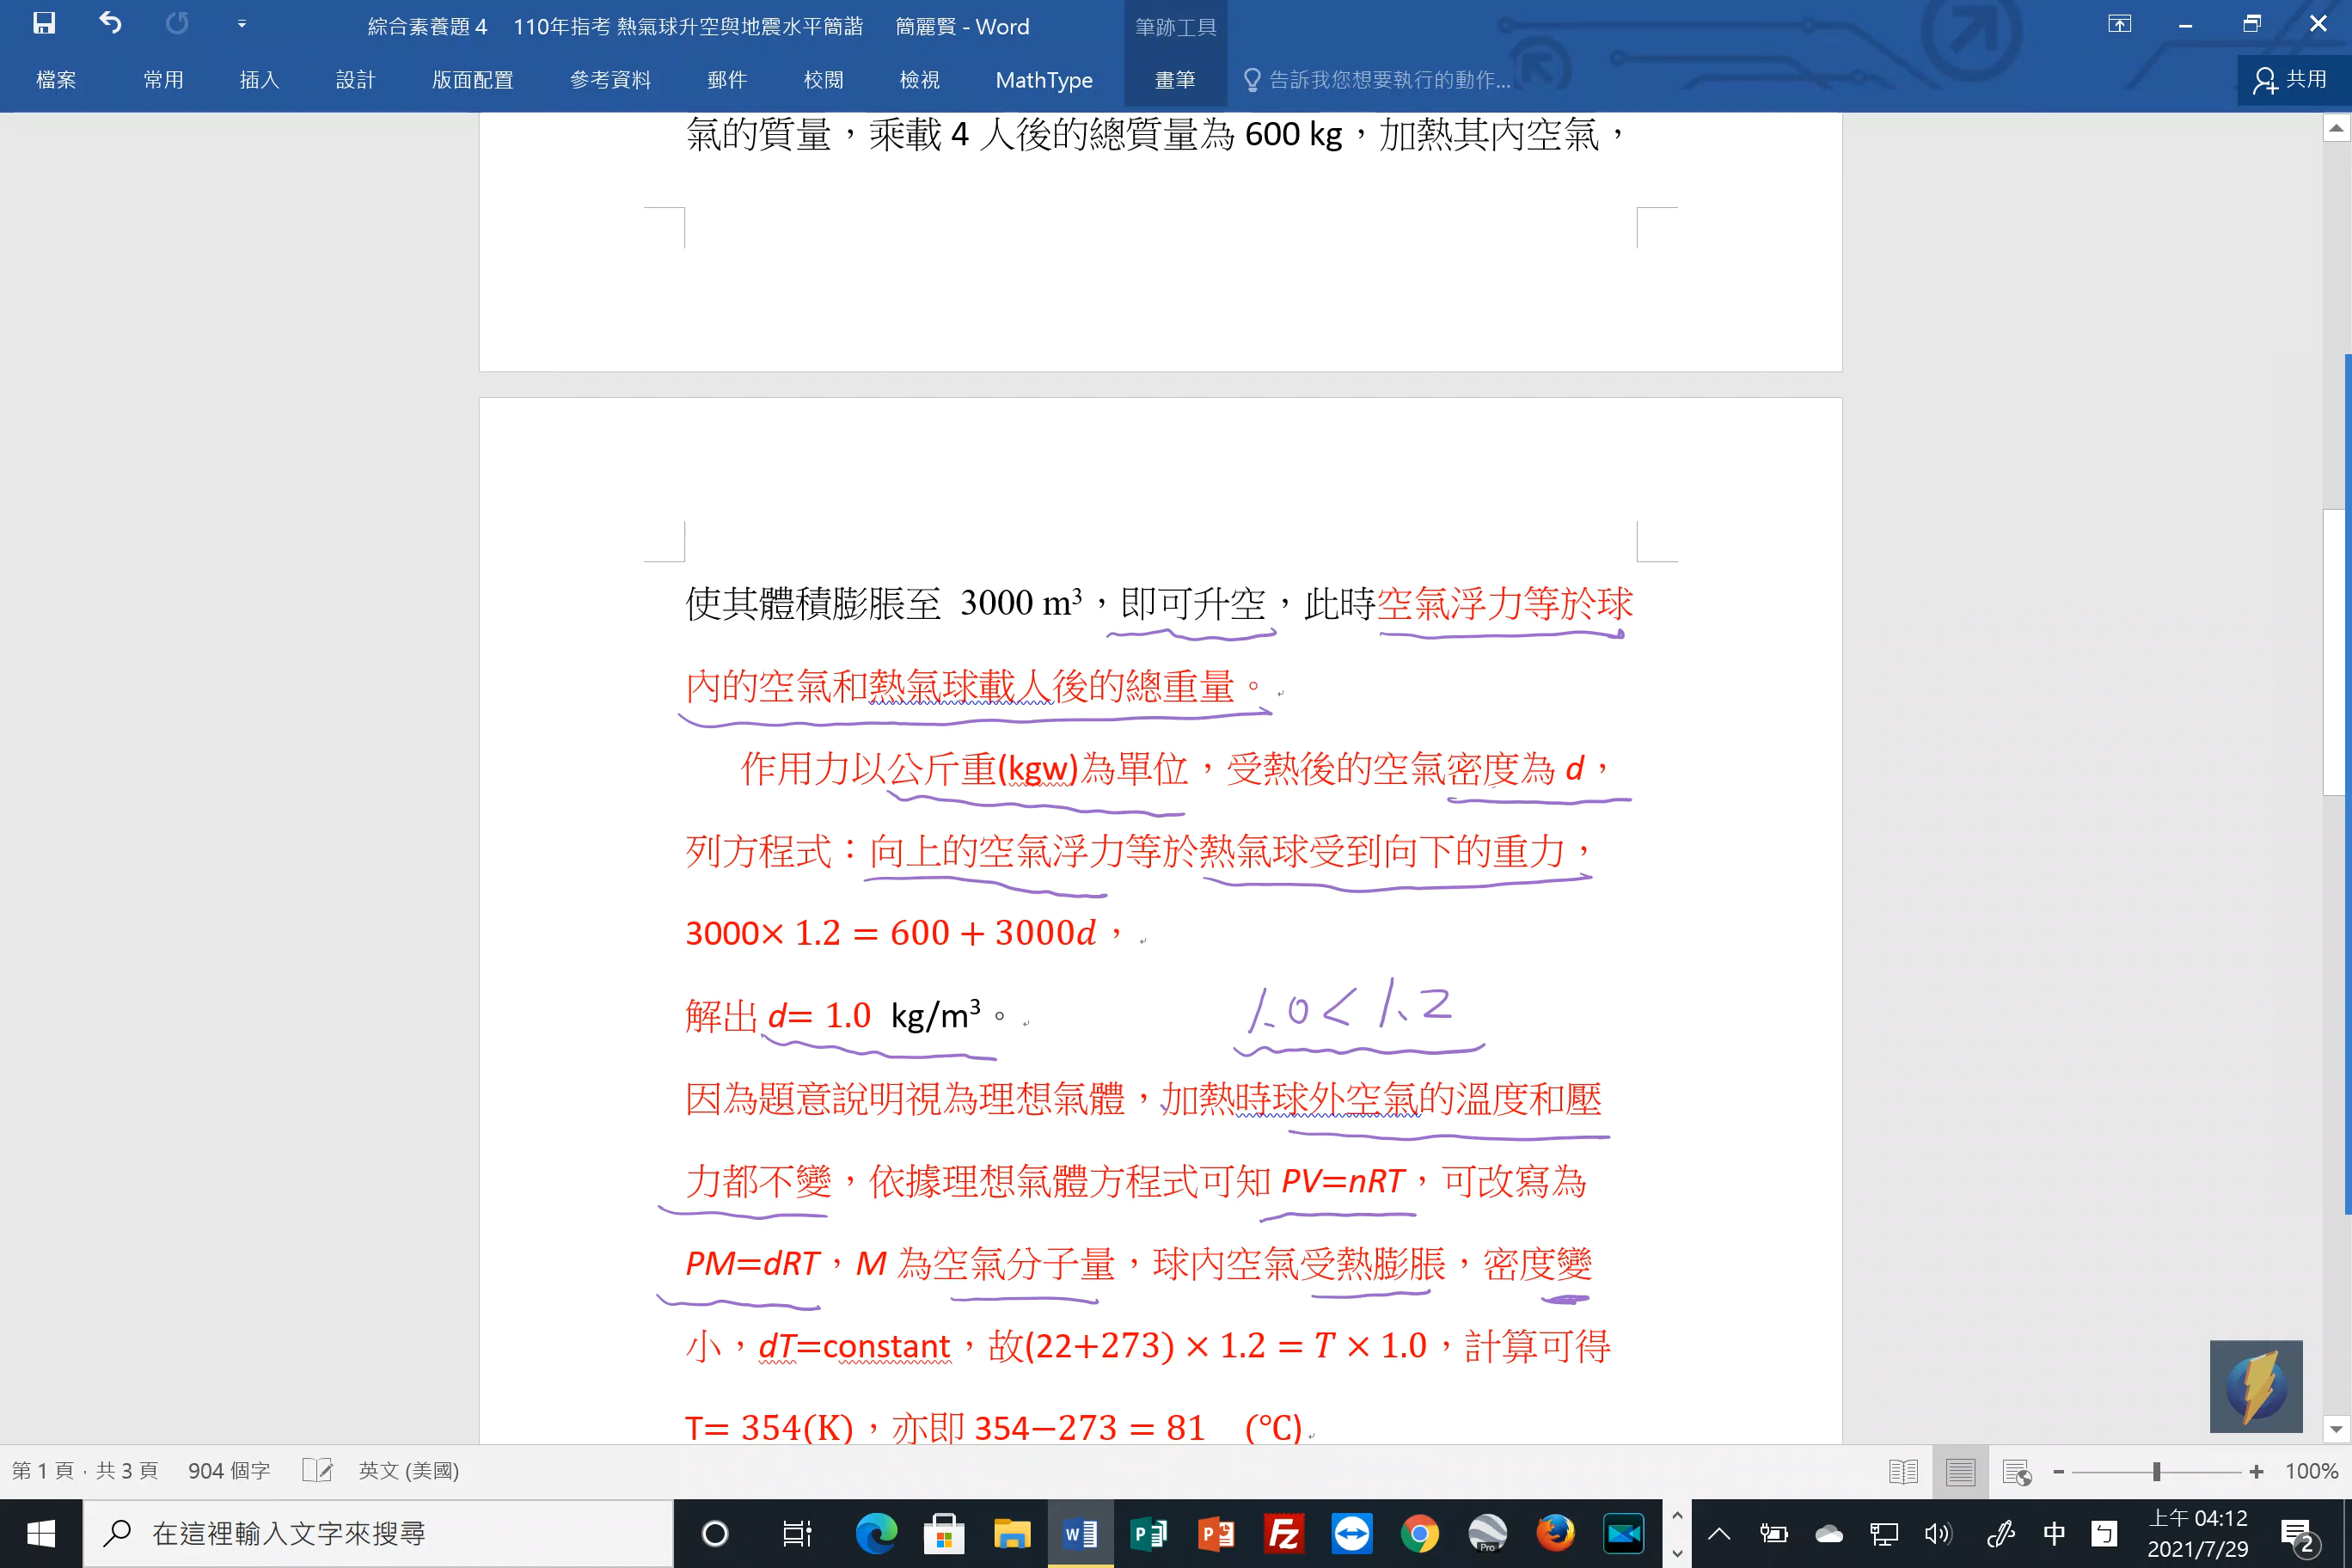 綜合素養題 4 110年指考 熱氣球升空與地震水平簡諧 簡麗賢 - Word
筆跡工具
檔案 常用 插入 設計 版面配置 參考資料 郵件 校閱 檢視 MathType 畫筆 告訴我您想要執行的動作... 共用
氣的質量，乘載 4 人後的總質量為 600 kg，加熱其內空氣，
使其體積膨脹至 3000 m³，即可升空，此時空氣浮力等於球
內的空氣和熱氣球載人後的總重量。
作用力以公斤重(kgw)為單位，受熱後的空氣密度為 d，
列方程式：向上的空氣浮力等於熱氣球受到向下的重力，
3000× 1.2 = 600 + 3000d，
解出 d= 1.0 kg/m³。
1.0 < 1.2
因為題意說明視為理想氣體，加熱時球外空氣的溫度和壓
力都不變，依據理想氣體方程式可知 PV=nRT，可改寫為
PM=dRT，M 為空氣分子量，球內空氣受熱膨脹，密度變
小，dT=constant，故(22+273) × 1.2 = T × 1.0，計算可得
T= 354(K)，亦即 354−273 = 81 (℃)
第 1 頁，共 3 頁 904 個字 英文 (美國) 100%
在這裡輸入文字來搜尋
Pro
中
ㄅ
上午 04:12
2021/7/29
2